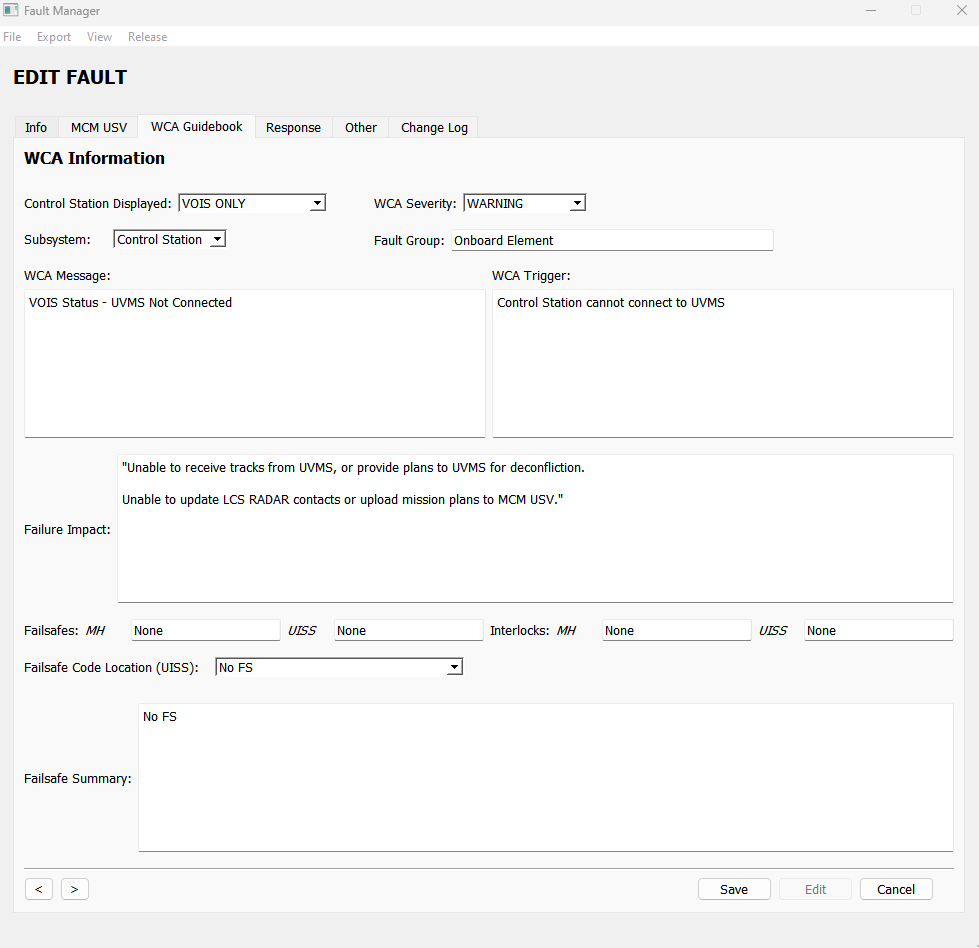 Fault Manager
File Export View Release
EDIT FAULT
Info MCM USV WCA Guidebook Response Other Change Log
WCA Information
Control Station Displayed: VOIS ONLY WCA Severity: WARNING
Subsystem: Control Station Fault Group: Onboard Element
WCA Message: WCA Trigger:
VOIS Status - UVMS Not Connected Control Station cannot connect to UVMS
"Unable to receive tracks from UVMS, or provide plans to UVMS for deconfliction.
Unable to update LCS RADAR contacts or upload mission plans to MCM USV."
Failure Impact:
Failsafes: MH None UISS None Interlocks: MH None UISS None
Failsafe Code Location (UISS): No FS
No FS
Failsafe Summary:
< > Save Edit Cancel